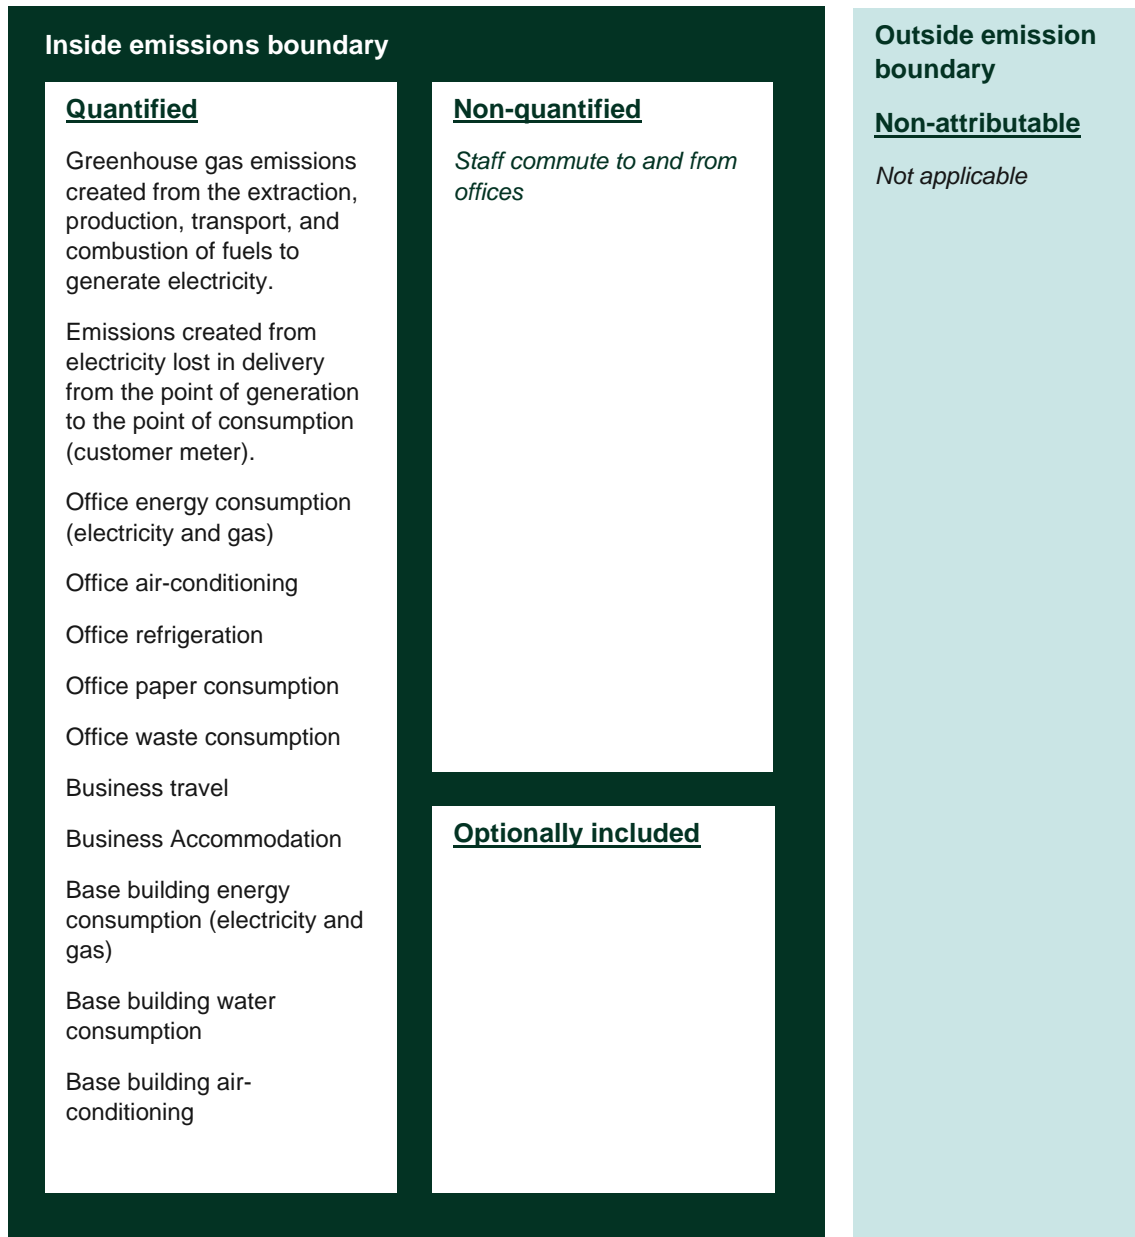 Inside emissions boundary
Quantified
Greenhouse gas emissions
created from the extraction,
production, transport, and
combustion of fuels to
generate electricity.
Emissions created from
electricity lost in delivery
from the point of generation
to the point of consumption
(customer meter).
Office energy consumption
(electricity and gas)
Office air-conditioning
Office refrigeration
Office paper consumption
Office waste consumption
Business travel
Business Accommodation
Base building energy
consumption (electricity and
gas)
Base building water
consumption
Base building air-
conditioning
Non-quantified
Staff commute to and from
offices
Optionally included
Outside emission
boundary
Non-attributable
Not applicable